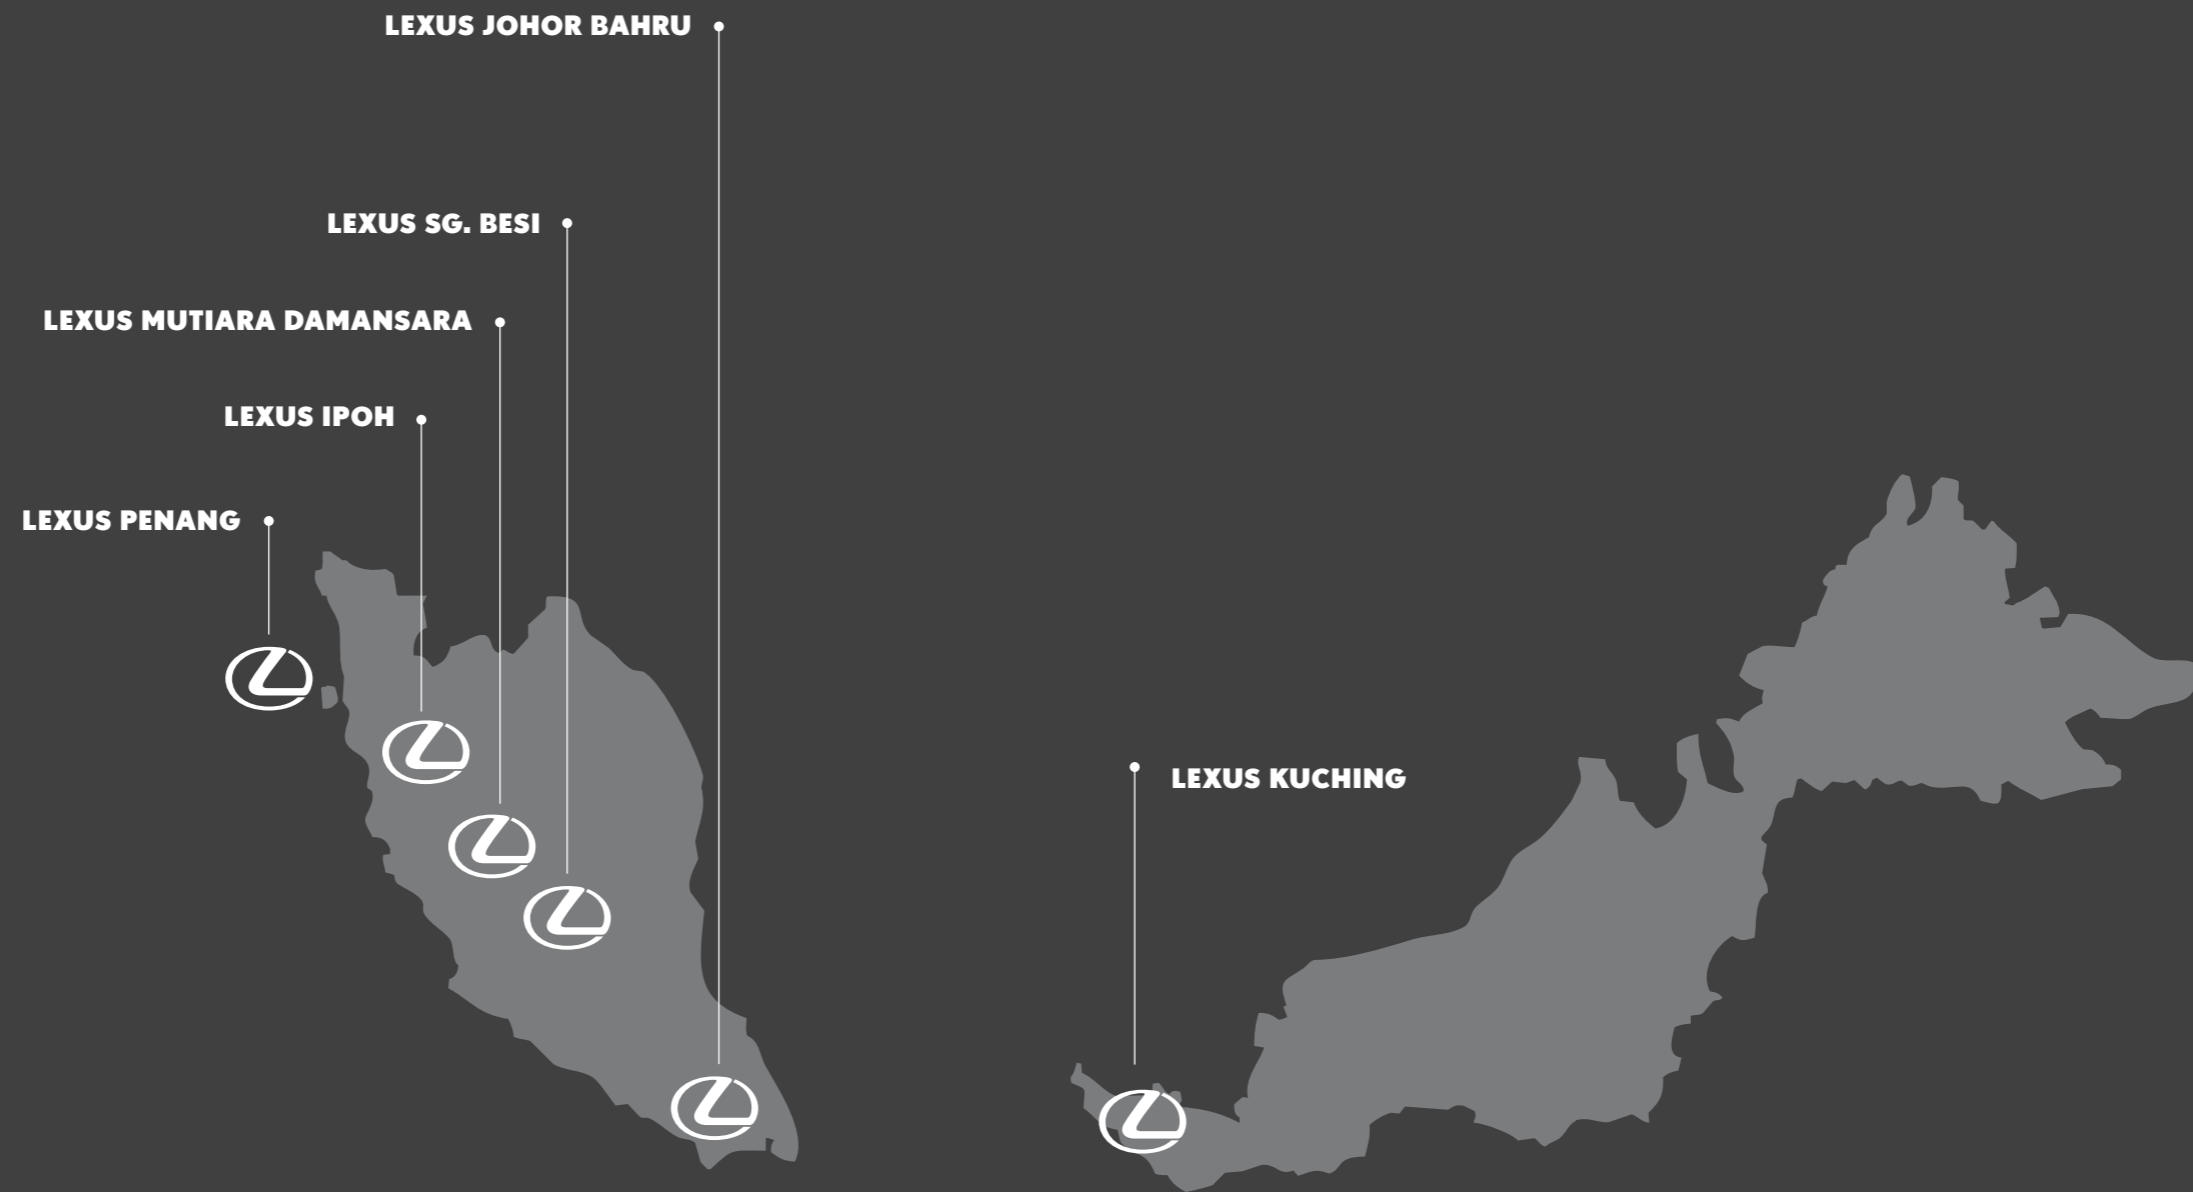 LEXUS JOHOR BAHRU
LEXUS SG. BESI
LEXUS MUTIARA DAMANSARA
LEXUS IPOH
LEXUS PENANG
LEXUS KUCHING